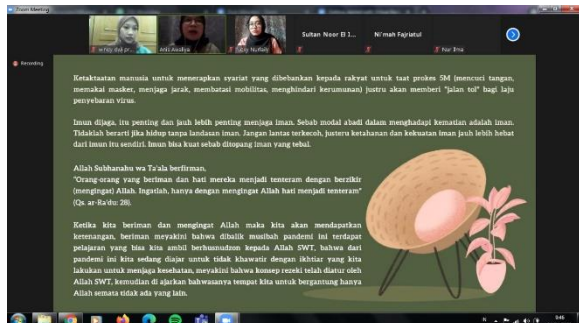 Zoom Meeting
Anis Awaliya
Sultan Noor El J...
Ni'mah Fajriatul
Nur Ilma
Recording
Ketaktaatan manusia untuk menerapkan syariat yang dibebankan kepada rakyat untuk taat prokes 5M (mencuci tangan,
memakai masker, menjaga jarak, membatasi mobilitas, menghindari kerumunan) justru akan memberi "jalan tol" bagi laju
penyebaran virus.
Imun dijaga, itu penting dan jauh lebih penting menjaga iman. Sebab modal abadi dalam menghadapi kematian adalah iman.
Tidaklah berarti jika hidup tanpa landasan iman. Jangan lantas terkecoh, justeru ketahanan dan kekuatan iman jauh lebih hebat
dari imun itu sendiri. Imun bisa kuat sebab ditopang iman yang tebal.
Allah Subhanahu wa Ta'ala berfirman,
"Orang-orang yang beriman dan hati mereka menjadi tenteram dengan berzikir
(mengingat) Allah. Ingatlah, hanya dengan mengingat Allah hati menjadi tenteram"
(Qs. ar-Ra'du: 28).
Ketika kita beriman dan mengingat Allah maka kita akan mendapatkan
ketenangan, beriman meyakini bahwa dibalik musibah pandemi ini terdapat
pelajaran yang bisa kita ambil berhusnudzon kepada Allah SWT, bahwa dari
pandemi ini kita sedang diajar untuk tidak khawatir dengan ikhtiar yang kita
lakukan untuk menjaga kesehatan, meyakini bahwa konsep rezeki telah diatur oleh
Allah SWT, kemudian di ajarkan bahwasanya tempat kita untuk bergantung hanya
Allah semata tidak ada yang lain.
9:46